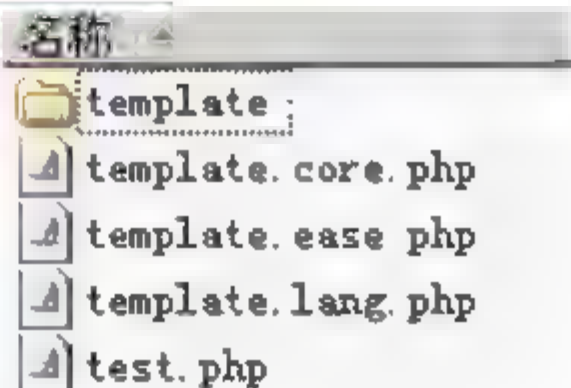 名称
template
template.core.php
template.ease php
template.lang.php
test.php